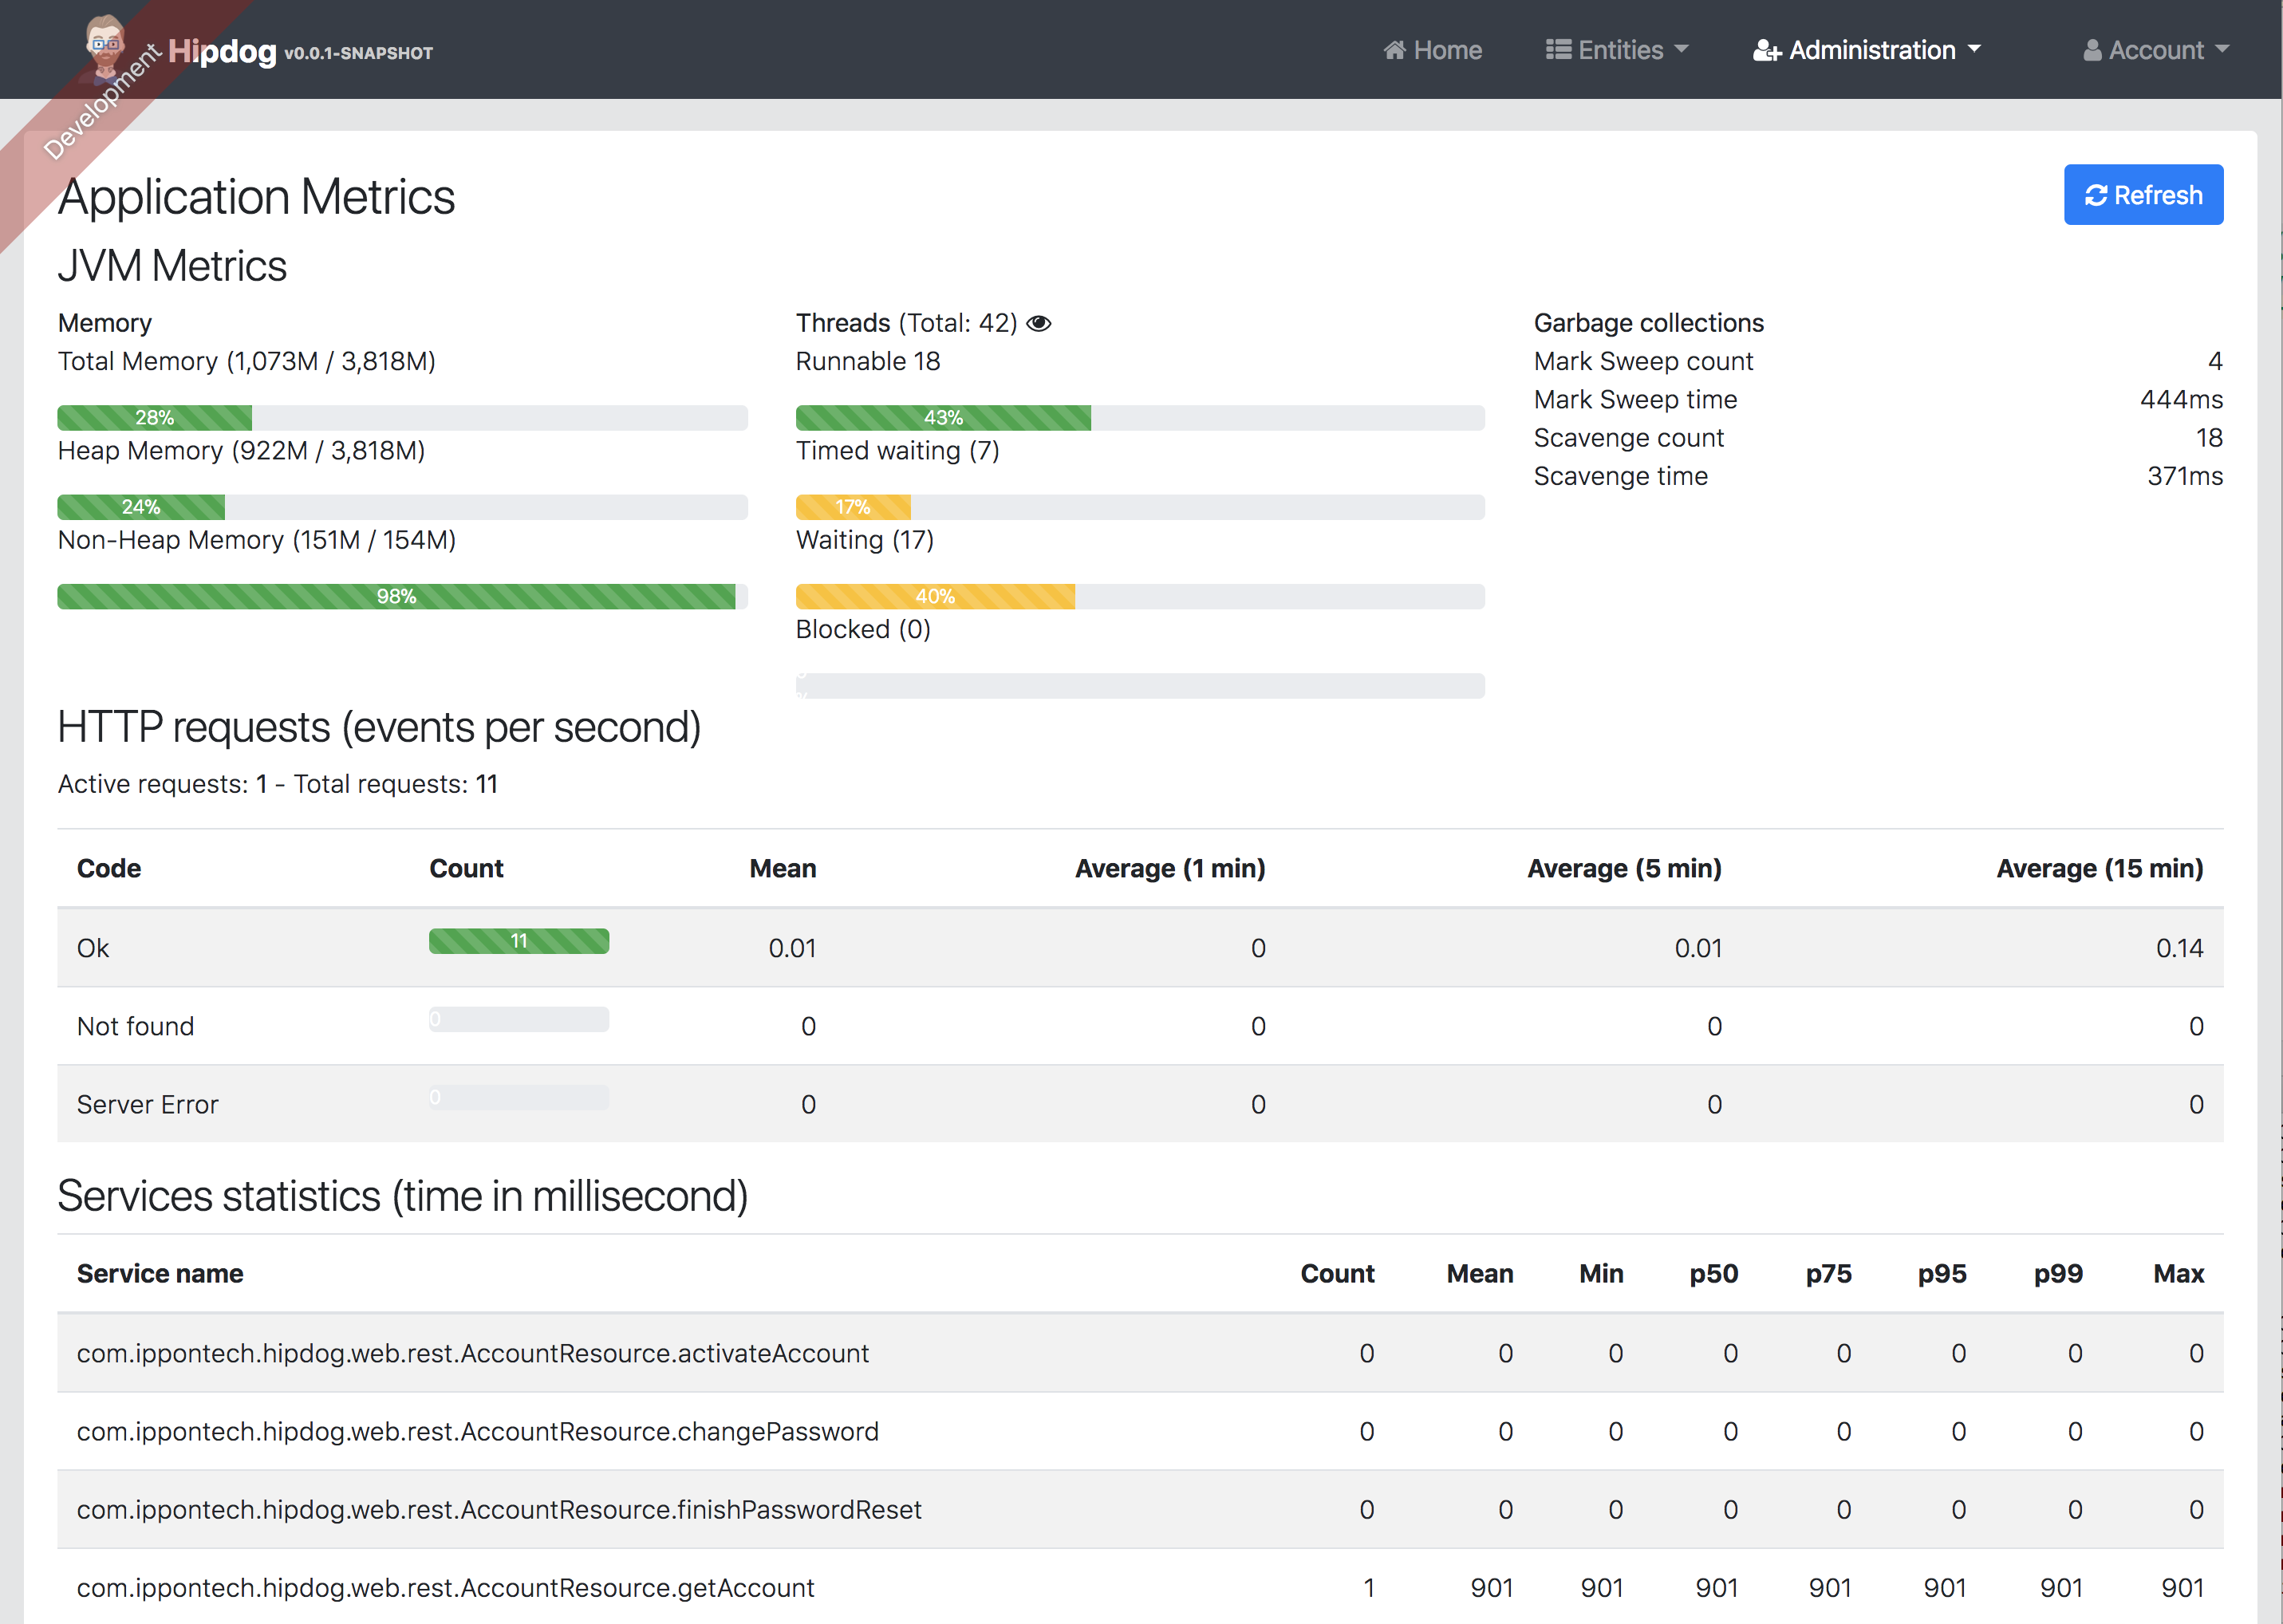 Development
Hipdog v0.0.1-SNAPSHOT Home Entities Administration Account
Application Metrics Refresh
JVM Metrics
Memory
Total Memory (1,073M / 3,818M)
28%
Heap Memory (922M / 3,818M)
24%
Non-Heap Memory (151M / 154M)
98%
Threads (Total: 42)
Runnable 18
43%
Timed waiting (7)
17%
Waiting (17)
40%
Blocked (0)
Garbage collections
Mark Sweep count 4
Mark Sweep time 444ms
Scavenge count 18
Scavenge time 371ms
HTTP requests (events per second)
Active requests: 1 - Total requests: 11
Code Count Mean Average (1 min) Average (5 min) Average (15 min)
Ok 11 0.01 0 0.01 0.14
Not found 0 0 0 0 0
Server Error 0 0 0 0 0
Services statistics (time in millisecond)
Service name Count Mean Min p50 p75 p95 p99 Max
com.ippontech.hipdog.web.rest.AccountResource.activateAccount 0 0 0 0 0 0 0 0
com.ippontech.hipdog.web.rest.AccountResource.changePassword 0 0 0 0 0 0 0 0
com.ippontech.hipdog.web.rest.AccountResource.finishPasswordReset 0 0 0 0 0 0 0 0
com.ippontech.hipdog.web.rest.AccountResource.getAccount 1 901 901 901 901 901 901 901